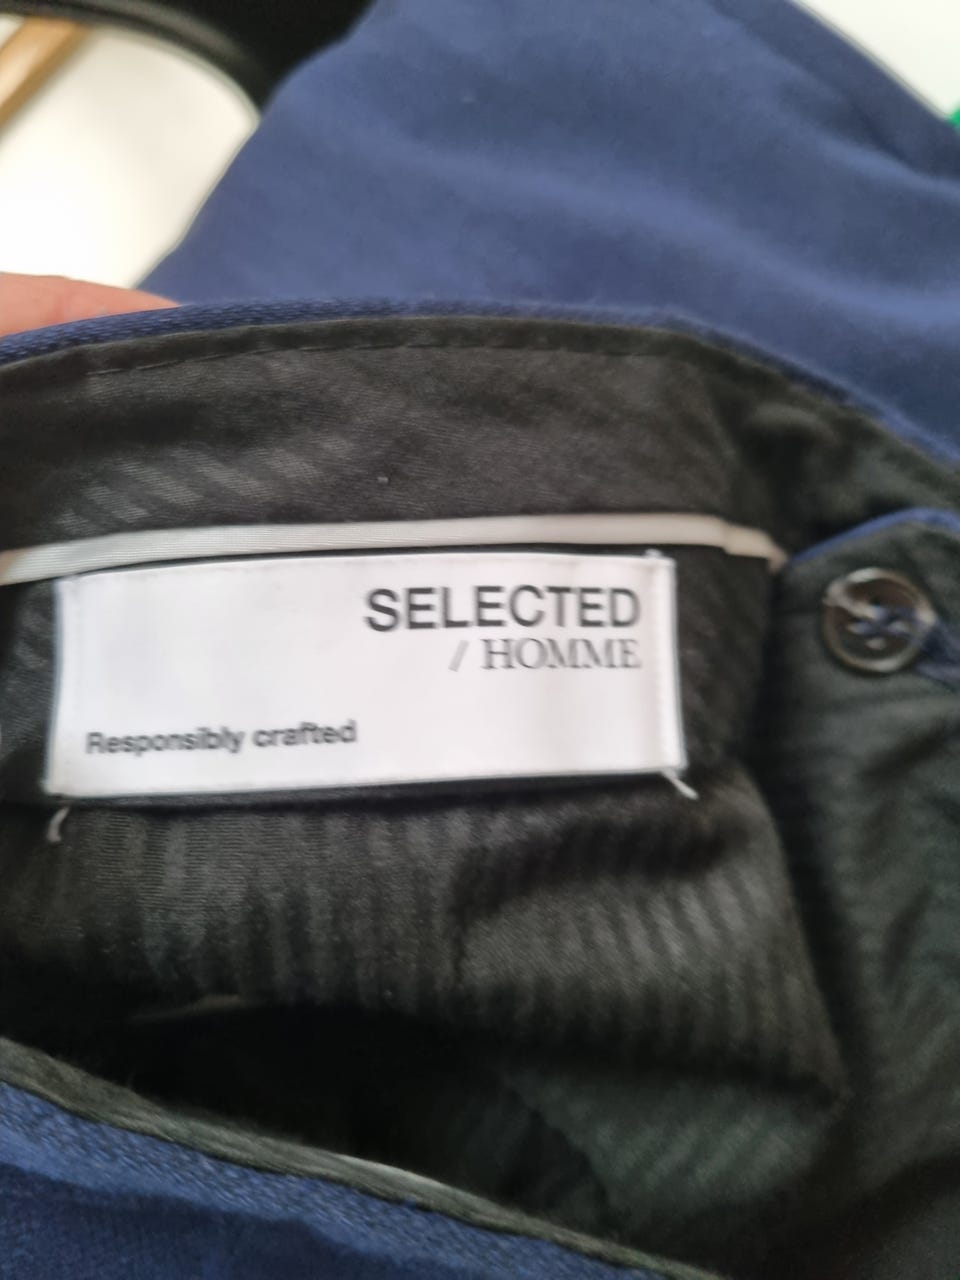 SELECTED
/ HOMME
Responsibly crafted